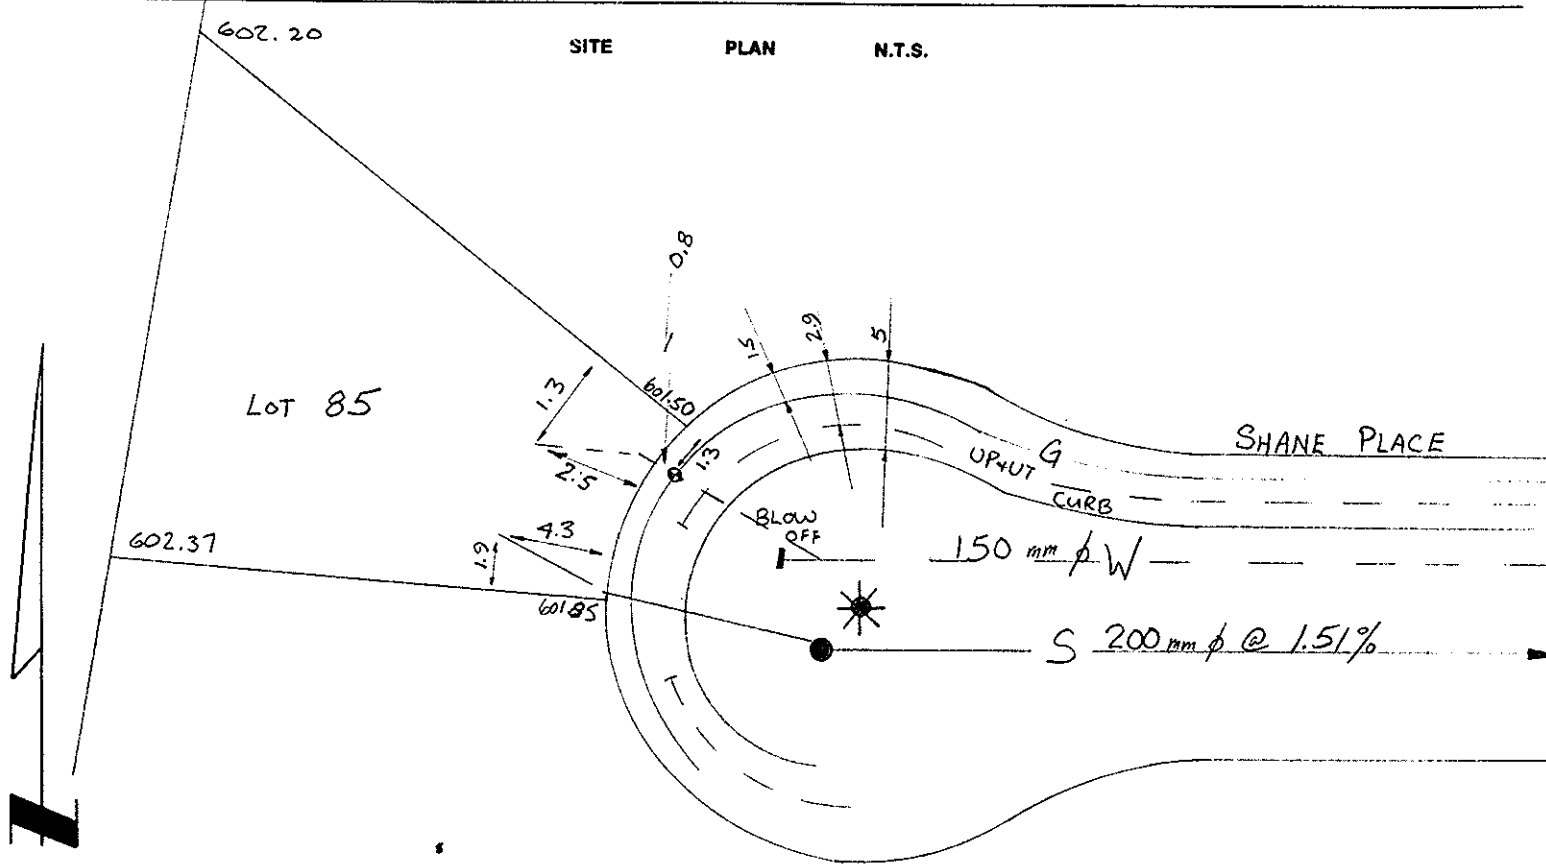 602.20
SITE PLAN N.T.S.
0.8
1.5
2.9
5
1.3
601.50
LOT 85
1.3
2.5
UP+UT
G
SHANE PLACE
CURB
BLOW
OFF
4.3
602.37
1.9
150 mm φ W
601.85
S 200 mm φ @ 1.51%